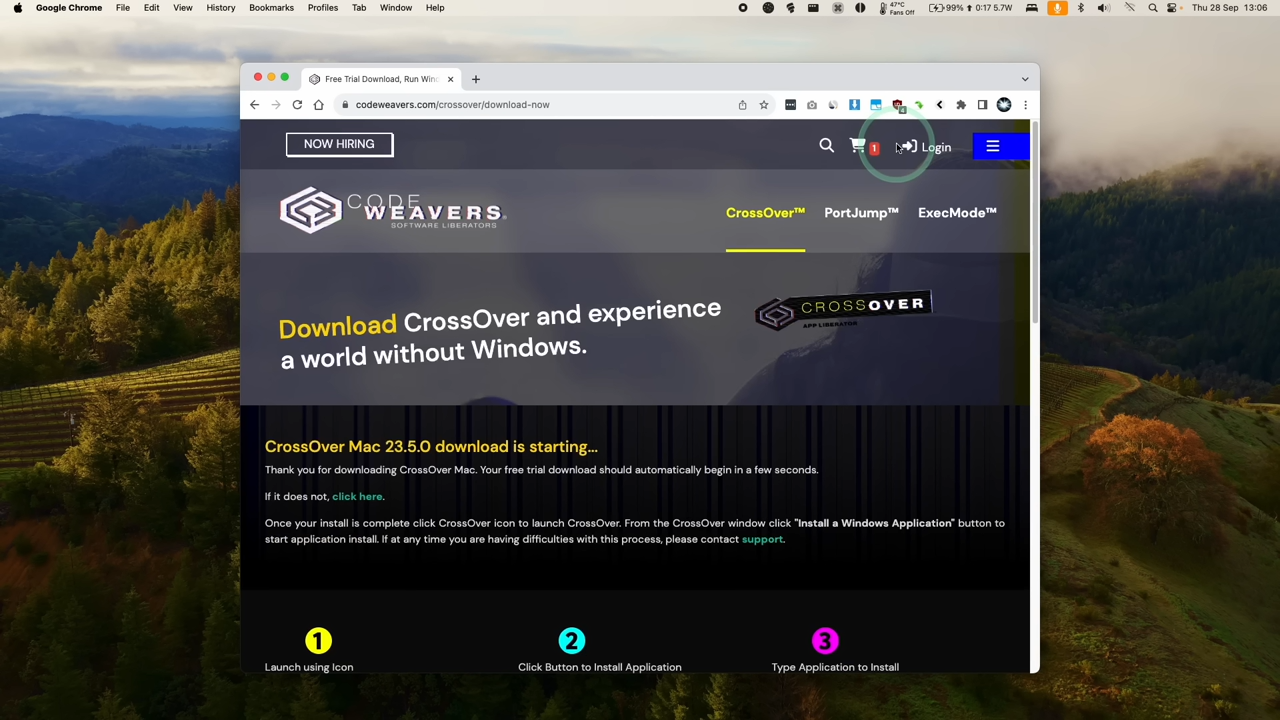 Google Chrome File Edit View History Bookmarks Profiles Tab Window Help 47°C Fans Off 99% 0:17 5.7W Thu 28 Sep 13:06
Free Trial Download, Run Win
codeweavers.com/crossover/download-now
4
NOW HIRING 1 Login
CODE
WEAVERS
SOFTWARE LIBERATORS
CrossOver™ PortJump™ ExecMode™
Download CrossOver and experience
a world without Windows.
CROSSOVER
APP LIBERATOR
CrossOver Mac 23.5.0 download is starting...
Thank you for downloading CrossOver Mac. Your free trial download should automatically begin in a few seconds.
If it does not, click here.
Once your install is complete click CrossOver icon to launch CrossOver. From the CrossOver window click "Install a Windows Application" button to
start application install. If at any time you are having difficulties with this process, please contact support.
1 2 3
Launch using Icon Click Button to Install Application Type Application to Install